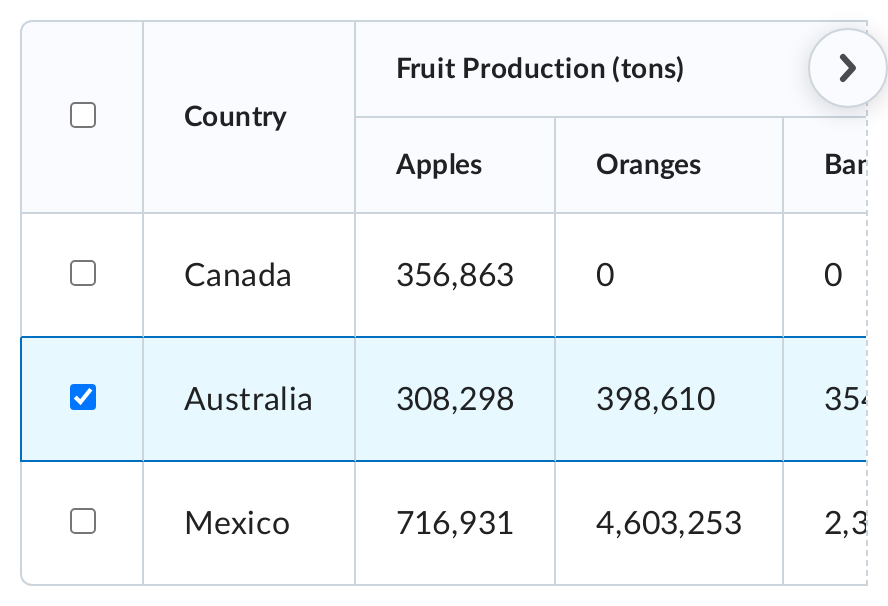 Fruit Production (tons)
Country
Apples Oranges
Canada 356,863 0 0
Australia 308,298 398,610
Mexico 716,931 4,603,253